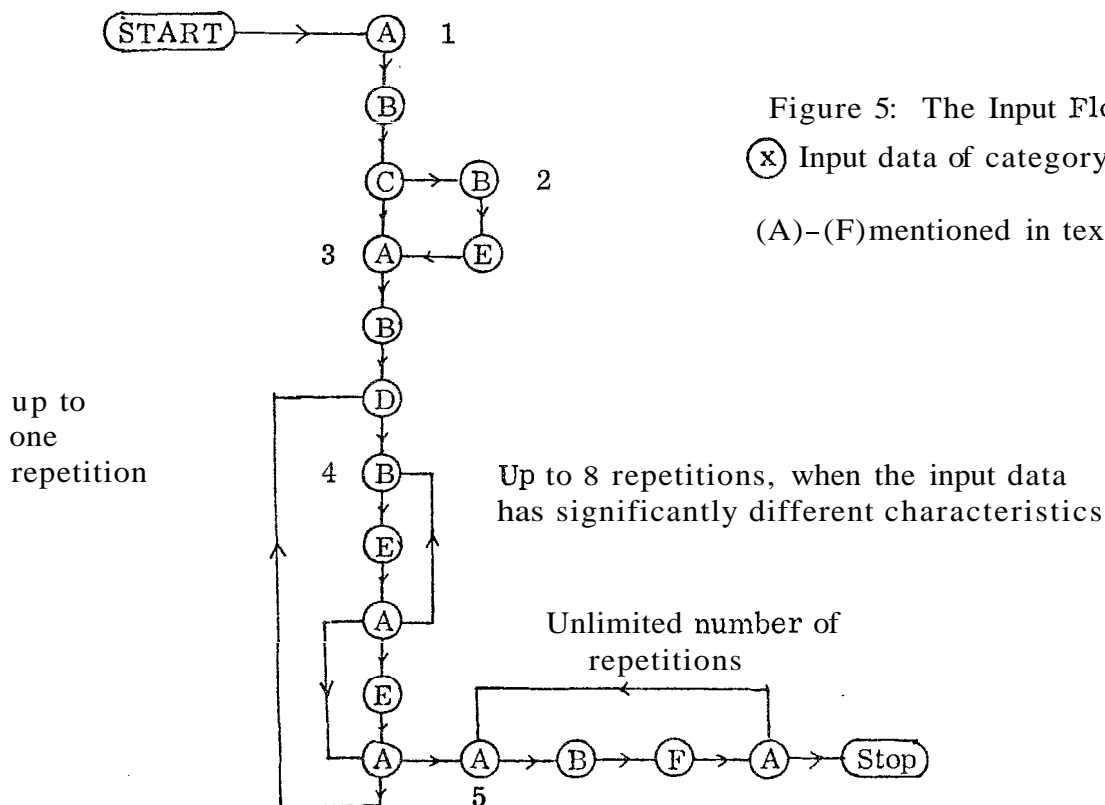 START
A 1
B
Figure 5: The Input Flo
x Input data of category
C B 2
(A)-(F)mentioned in tex
3 A E
B
up to
one
repetition
D
4 B
Up to 8 repetitions, when the input data
has significantly different characteristics
E
A
Unlimited number of
repetitions
E
A A B F A Stop
5